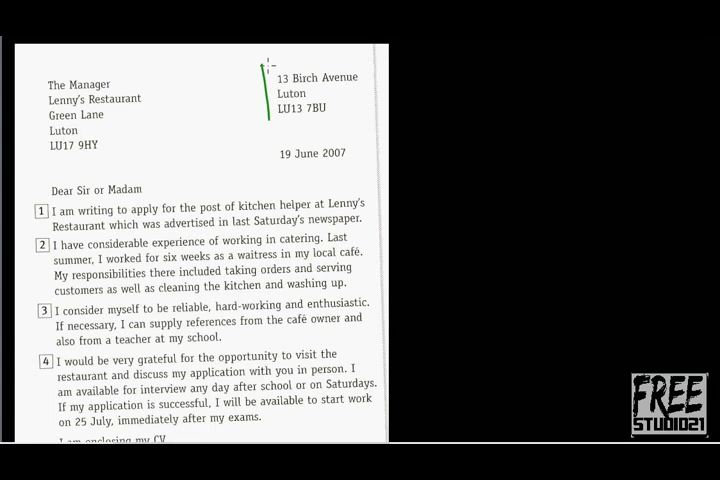 The Manager
Lenny's Restaurant
Green Lane
Luton
LU17 9HY
13 Birch Avenue
Luton
LU13 7BU
19 June 2007
Dear Sir or Madam
1 I am writing to apply for the post of kitchen helper at Lenny's
Restaurant which was advertised in last Saturday's newspaper.
2 I have considerable experience of working in catering. Last
summer, I worked for six weeks as a waitress in my local café.
My responsibilities there included taking orders and serving
customers as well as cleaning the kitchen and washing up.
3 I consider myself to be reliable, hard-working and enthusiastic.
If necessary, I can supply references from the café owner and
also from a teacher at my school.
4 I would be very grateful for the opportunity to visit the
restaurant and discuss my application with you in person. I
am available for interview any day after school or on Saturdays.
If my application is successful, I will be available to start work
on 25 July, immediately after my exams.
I am enclosing my CV
FREE
STUDIO21